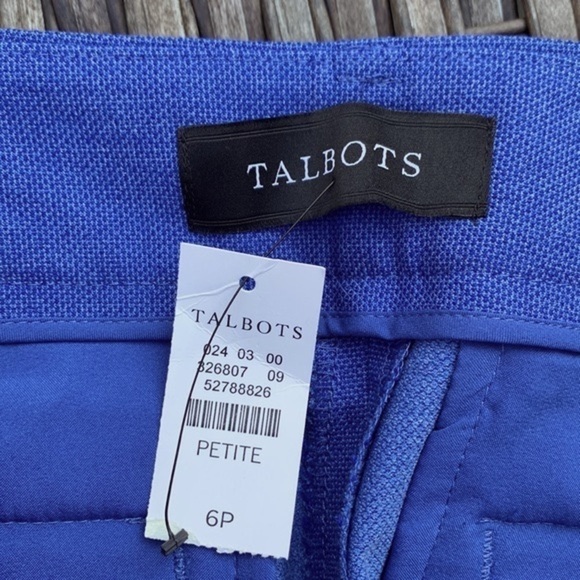 TALBOTS
TALBOTS
024 03 00
326807 09
52788826
PETITE
6P